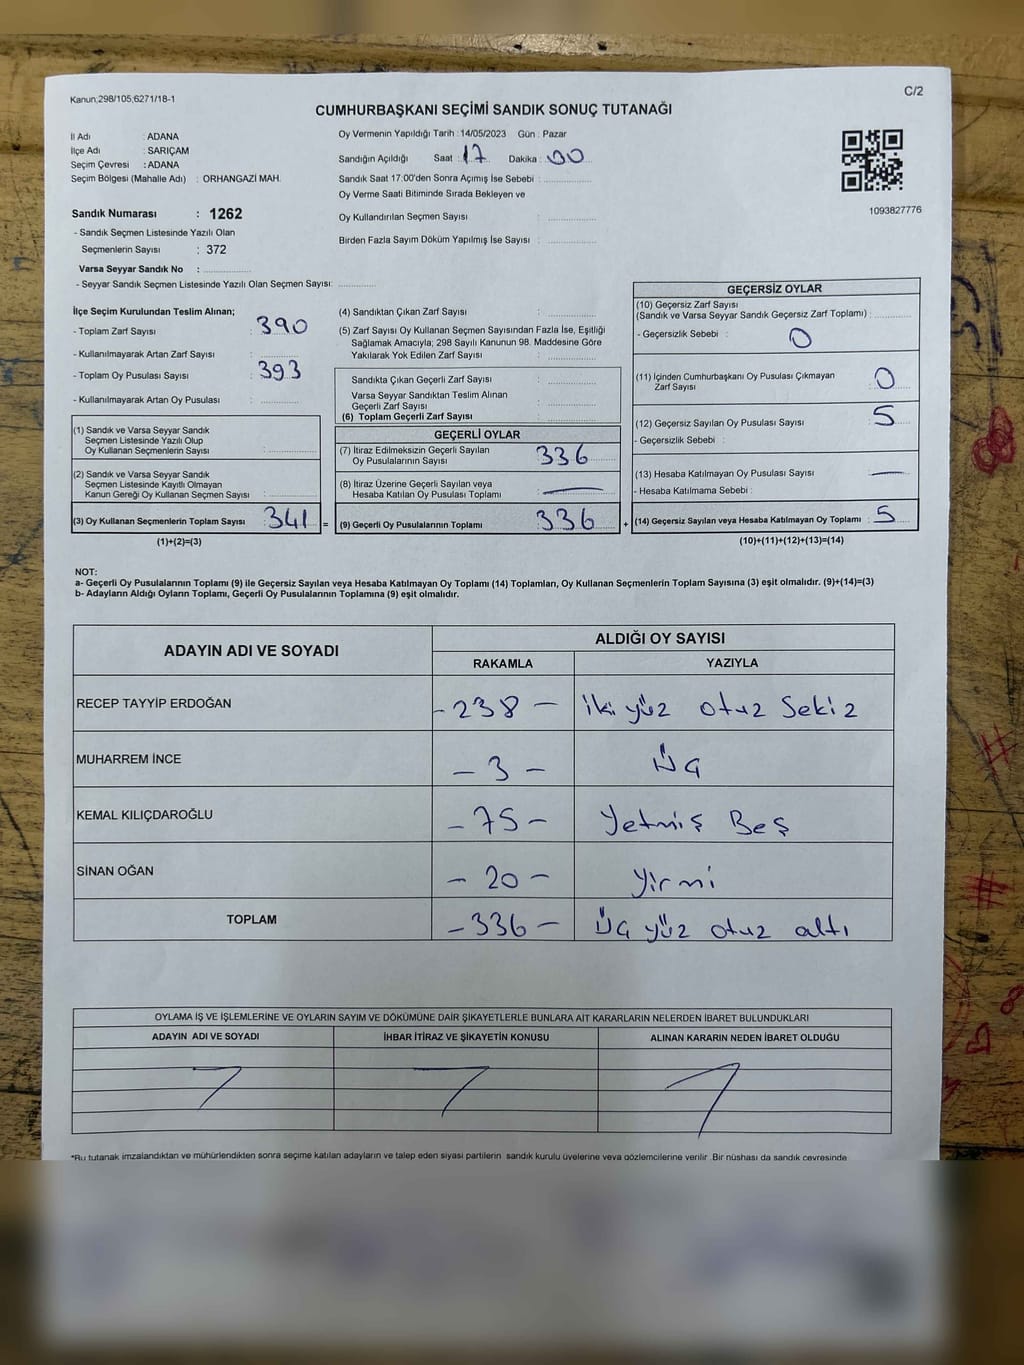 Kanun;298/105,6271/18-1
C/2
CUMHURBAŞKANI SEÇİMİ SANDIK SONUÇ TUTANAĞI
İl Adı : ADANA
İlçe Adı : SARIÇAM
Seçim Çevresi : ADANA
Seçim Bölgesi (Mahalle Adı) : ORHANGAZİ MAH.
Oy Vermenin Yapıldığı Tarih : 14/05/2023 Gün : Pazar
Sandığın Açıldığı Saat : 17 Dakika : 00
Sandık Saat 17:00'den Sonra Açımış İse Sebebi :
Oy Verme Saati Bitiminde Sırada Bekleyen ve
Oy Kullandırılan Seçmen Sayısı :
Birden Fazla Sayım Döküm Yapılmış İse Sayısı :
1093827776
Sandık Numarası : 1262
- Sandık Seçmen Listesinde Yazılı Olan
Seçmenlerin Sayısı : 372
Varsa Seyyar Sandık No :
- Seyyar Sandık Seçmen Listesinde Yazılı Olan Seçmen Sayısı:
İlçe Seçim Kurulundan Teslim Alınan;
- Toplam Zarf Sayısı : 390
- Kullanılmayarak Artan Zarf Sayısı :
- Toplam Oy Pusulası Sayısı : 393
- Kullanılmayarak Artan Oy Pusulası :
(1) Sandık ve Varsa Seyyar Sandık
Seçmen Listesinde Yazılı Olup
Oy Kullanan Seçmenlerin Sayısı :
(2) Sandık ve Varsa Seyyar Sandık
Seçmen Listesinde Kayıtlı Olmayan
Kanun Gereği Oy Kullanan Seçmen Sayısı :
(3) Oy Kullanan Seçmenlerin Toplam Sayısı : 341 =
(1)+(2)=(3)
(4) Sandıktan Çıkan Zarf Sayısı :
(5) Zarf Sayısı Oy Kullanan Seçmen Sayısından Fazla İse, Eşitliği
Sağlamak Amacıyla; 298 Sayılı Kanunun 98. Maddesine Göre
Yakılarak Yok Edilen Zarf Sayısı :
Sandıkta Çıkan Geçerli Zarf Sayısı :
Varsa Seyyar Sandıktan Teslim Alınan
Geçerli Zarf Sayısı :
(6) Toplam Geçerli Zarf Sayısı :
GEÇERLİ OYLAR
(7) İtiraz Edilmeksizin Geçerli Sayılan
Oy Pusulalarının Sayısı : 336
(8) İtiraz Üzerine Geçerli Sayılan veya
Hesaba Katılan Oy Pusulası Toplamı : —
(9) Geçerli Oy Pusulalarının Toplamı : 336 +
GEÇERSİZ OYLAR
(10) Geçersiz Zarf Sayısı
(Sandık ve Varsa Seyyar Sandık Geçersiz Zarf Toplamı) :
- Geçersizlik Sebebi : 0
(11) İçinden Cumhurbaşkanı Oy Pusulası Çıkmayan
Zarf Sayısı : 0
(12) Geçersiz Sayılan Oy Pusulası Sayısı : 5
- Geçersizlik Sebebi :
(13) Hesaba Katılmayan Oy Pusulası Sayısı : —
- Hesaba Katılmama Sebebi :
(14) Geçersiz Sayılan veya Hesaba Katılmayan Oy Toplamı : 5
(10)+(11)+(12)+(13)=(14)
NOT:
a- Geçerli Oy Pusulalarının Toplamı (9) ile Geçersiz Sayılan veya Hesaba Katılmayan Oy Toplamı (14) Toplamları, Oy Kullanan Seçmenlerin Toplam Sayısına (3) eşit olmalıdır. (9)+(14)=(3)
b- Adayların Aldığı Oyların Toplamı, Geçerli Oy Pusulalarının Toplamına (9) eşit olmalıdır.
ADAYIN ADI VE SOYADI
ALDIĞI OY SAYISI
RAKAMLA YAZIYLA
RECEP TAYYİP ERDOĞAN - 238 - iki yüz otuz Sekiz
MUHARREM İNCE - 3 - Üç
KEMAL KILIÇDAROĞLU - 75 - Yetmiş Beş
SİNAN OĞAN - 20 - Yirmi
TOPLAM - 336 - Üç yüz otuz altı
OYLAMA İŞ VE İŞLEMLERİNE VE OYLARIN SAYIM VE DÖKÜMÜNE DAİR ŞİKAYETLERLE BUNLARA AİT KARARLARIN NELERDEN İBARET BULUNDUKLARI
ADAYIN ADI VE SOYADI İHBAR İTİRAZ VE ŞİKAYETİN KONUSU ALINAN KARARIN NEDEN İBARET OLDUĞU
*Bu tutanak imzalandıktan ve mühürlendikten sonra seçime katılan adayların ve talep eden siyasi partilerin sandık kurulu üyelerine veya gözlemcilerine verilir .Bir nüshası da sandık çevresinde